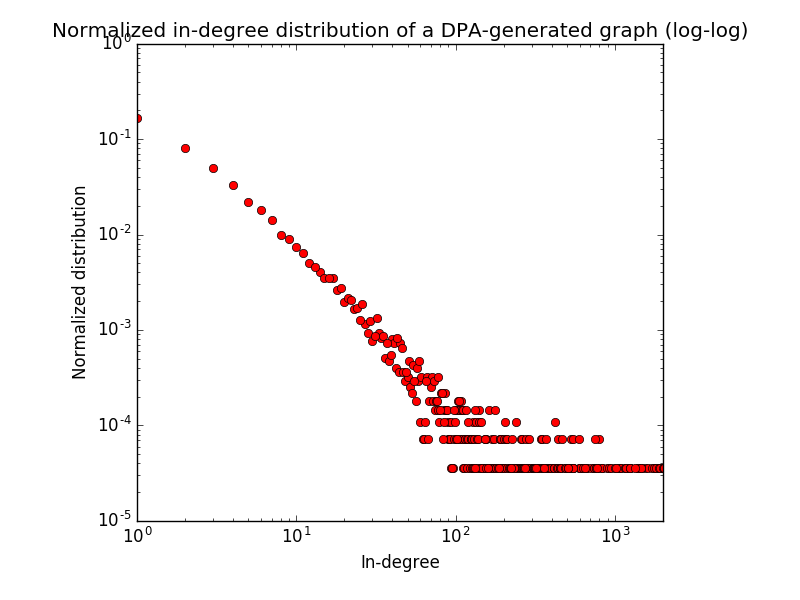 Normalized in-degree distribution of a DPA-generated graph (log-log)
10^0
10^-1
10^-2
10^-3
10^-4
10^-5
Normalized distribution
10^0 10^1 10^2 10^3
In-degree